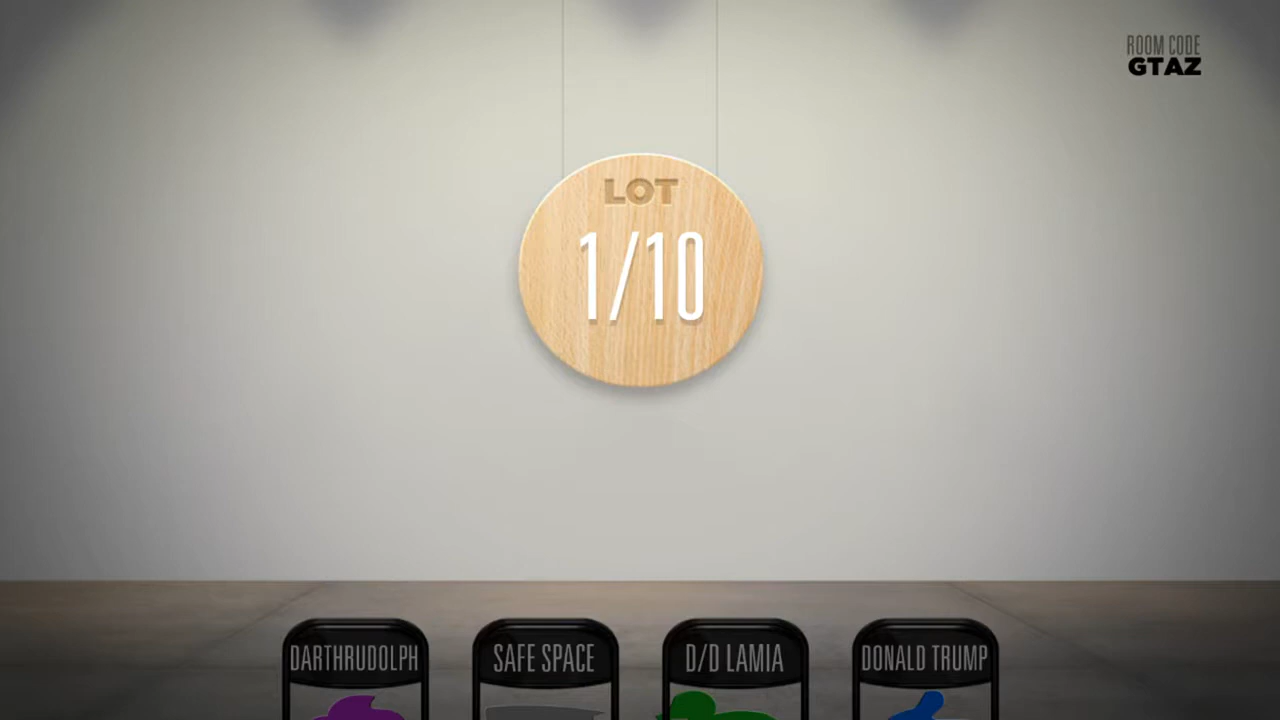 ROOM CODE
GTAZ
LOT
1/10
DARTHRUDOLPH
SAFE SPACE
D/D LAMIA
DONALD TRUMP